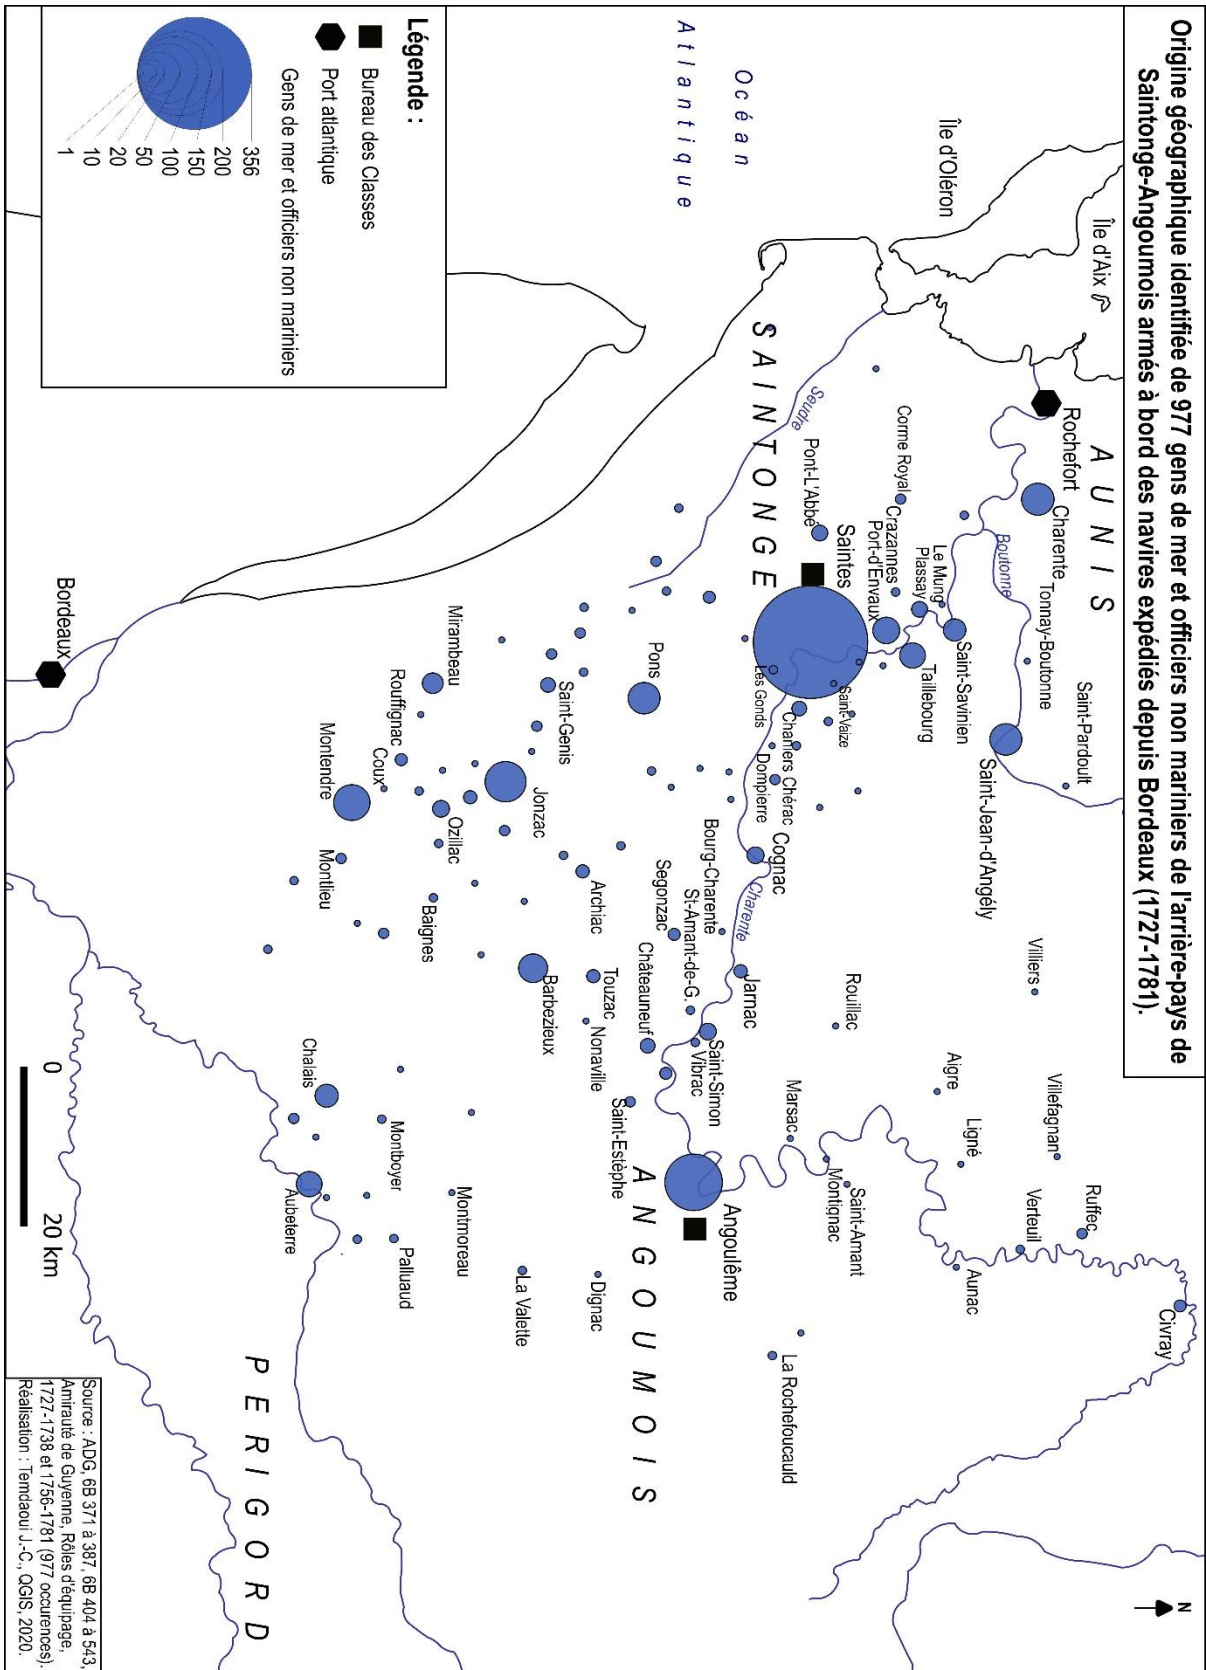 Origine géographique identifiée de 977 gens de mer et officiers non mariniers de l'arrière-pays de
Saintonge-Angoumois armés à bord des navires expédiés depuis Bordeaux (1727-1781).
N
Île d'Aix
Île d'Oléron
Océan
Atlantique
AUNIS
Rochefort
Charente
Tonnay-Boutonne
Saint-Pardoult
Boutonne
Saint-Jean-d'Angély
Saint-Savinien
Le Mung
Plassay
Taillebourg
Crazannes
Port-d'Envaux
Corme Royal
Pont-L'Abbé
Saintes
Saint-Vaize
Les Gonds
Chaniers
Chérac
Dompierre
SAINTONGE
Seudre
Cognac
Charente
Bourg-Charente
Jarnac
Segonzac
St-Amant-de-G.
Châteauneuf
Saint-Simon
Vibrac
Saint-Estèphe
Villiers
Rouillac
Aigre
Ligné
Villefagnan
Ruffec
Verteuil
Aunac
Civray
Marsac
Montignac
Saint-Amant
La Rochefoucauld
Angoulême
ANGOUMOIS
Dignac
La Valette
Montmoreau
Palluaud
Montboyer
Aubeterre
Chalais
Pons
Saint-Genis
Mirambeau
Rouffignac
Coux
Montendre
Montlieu
Jonzac
Ozillac
Archiac
Baignes
Barbezieux
Touzac
Nonaville
Bordeaux
PERIGORD
0 20 km
Légende :
Bureau des Classes
Port atlantique
Gens de mer et officiers non mariniers
356
200
150
100
50
20
10
1
Source : ADG, 6B 371 à 387, 6B 404 à 543,
Amirauté de Guyenne, Rôles d'équipage,
1727-1738 et 1756-1781 (977 occurences).
Réalisation : Temdaoui J.-C., QGIS, 2020.